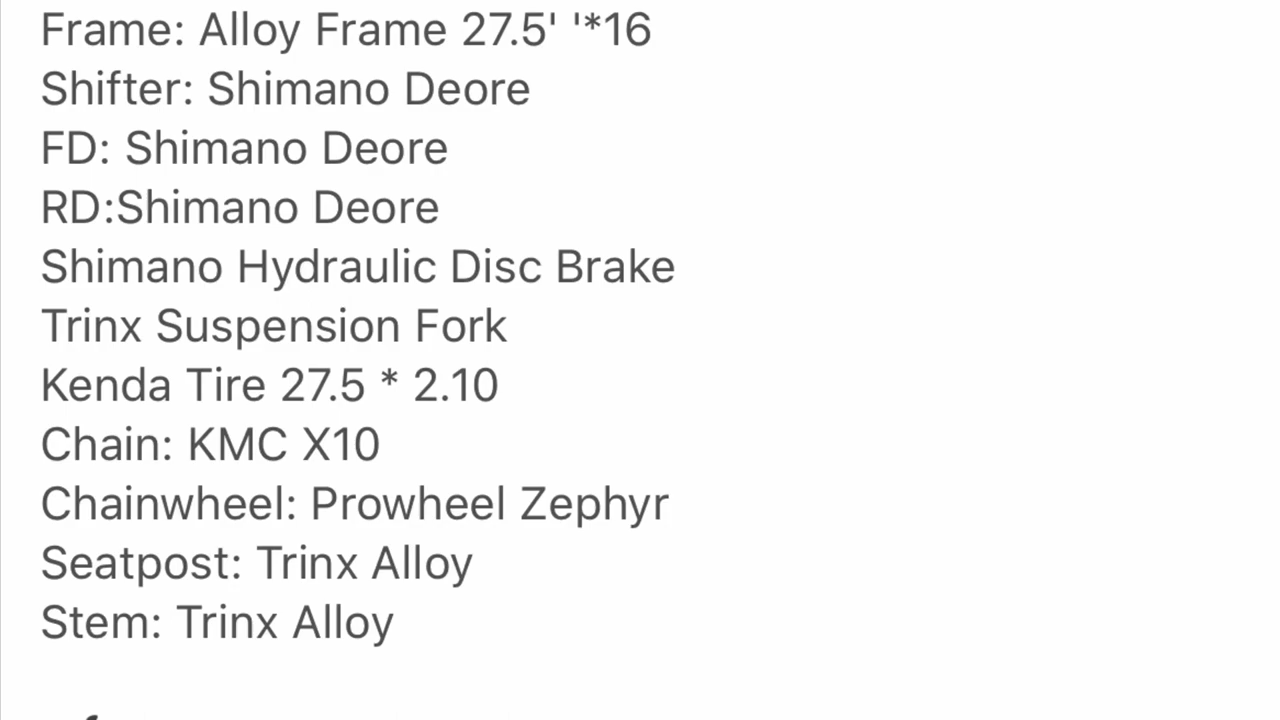 Frame: Alloy Frame 27.5' '*16
Shifter: Shimano Deore
FD: Shimano Deore
RD:Shimano Deore
Shimano Hydraulic Disc Brake
Trinx Suspension Fork
Kenda Tire 27.5 * 2.10
Chain: KMC X10
Chainwheel: Prowheel Zephyr
Seatpost: Trinx Alloy
Stem: Trinx Alloy